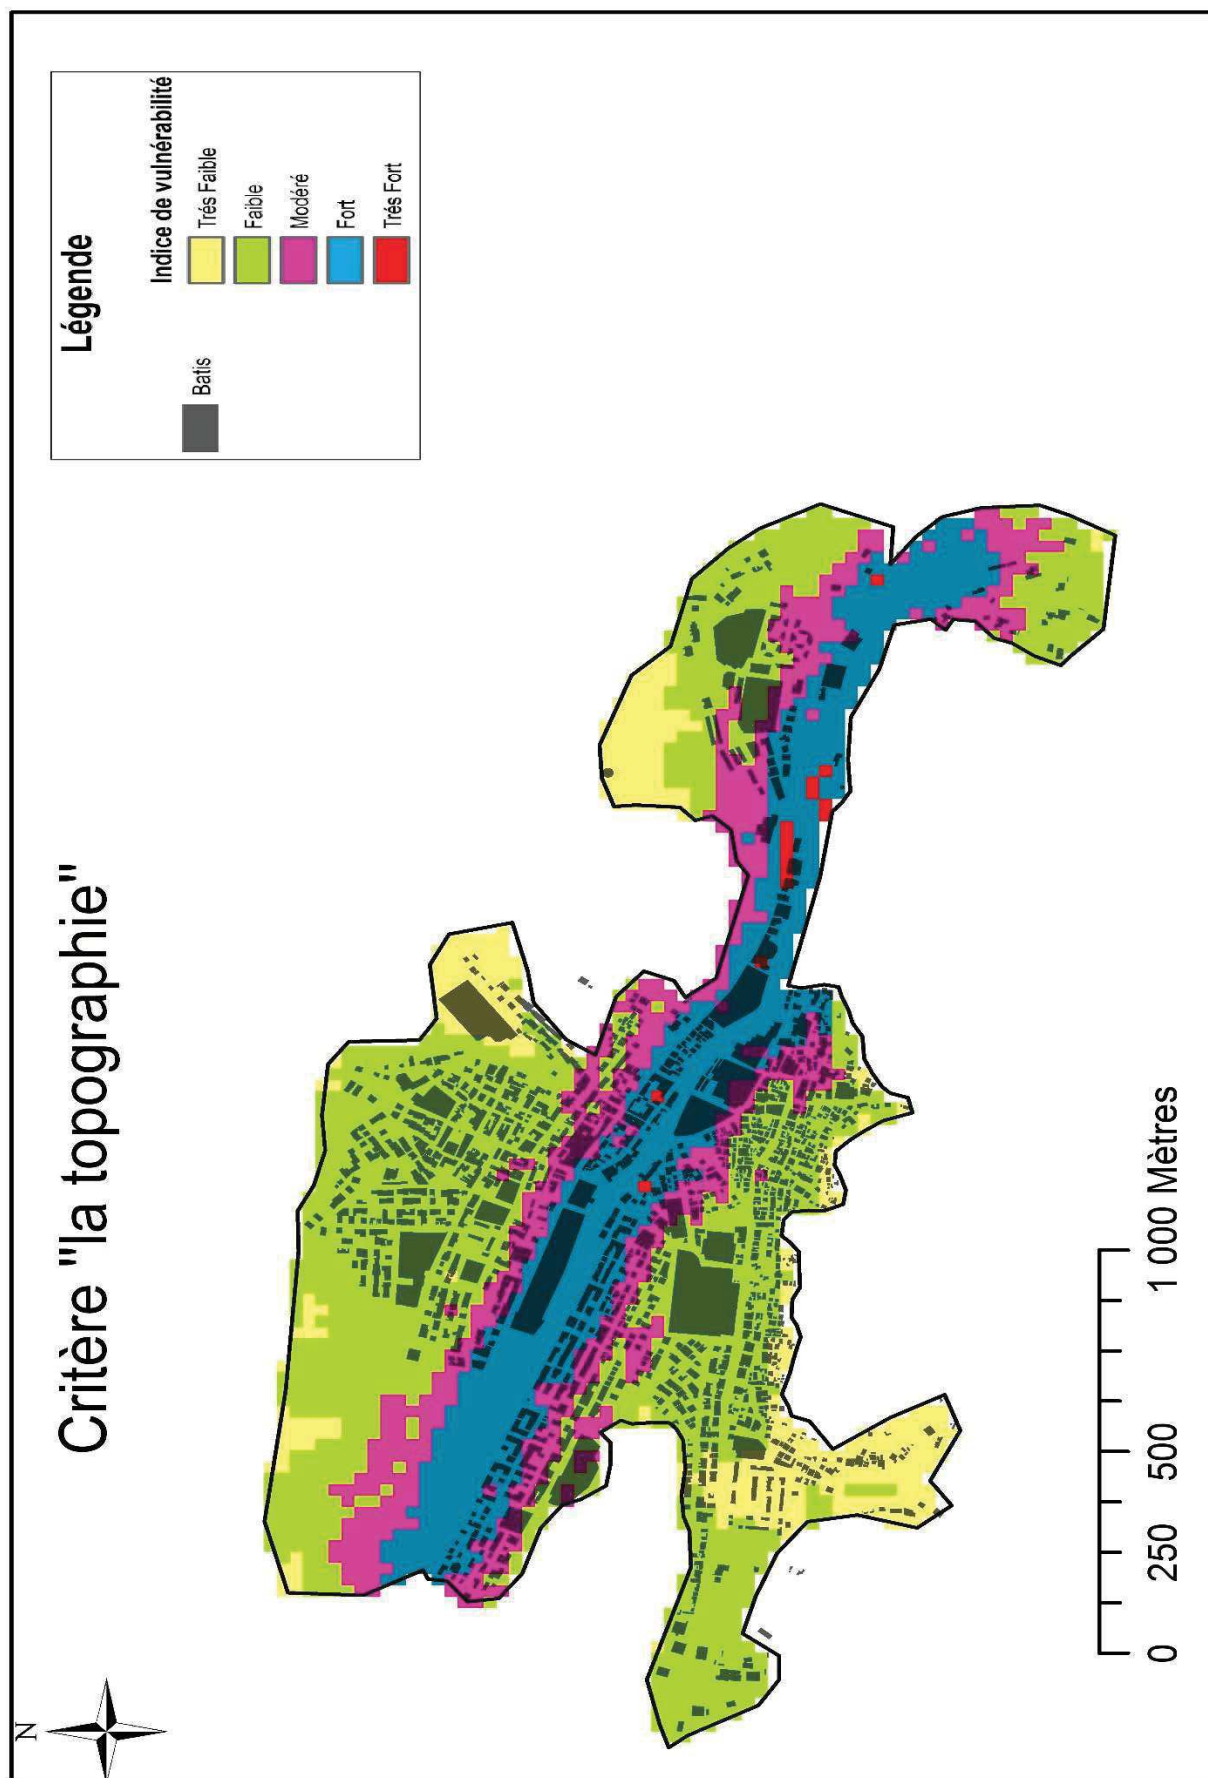 Critère "la topographie"
N
Légende
Indice de vulnérabilité
Batis
Trés Faible
Faible
Modéré
Fort
Trés Fort
0 250 500 1 000 Mètres